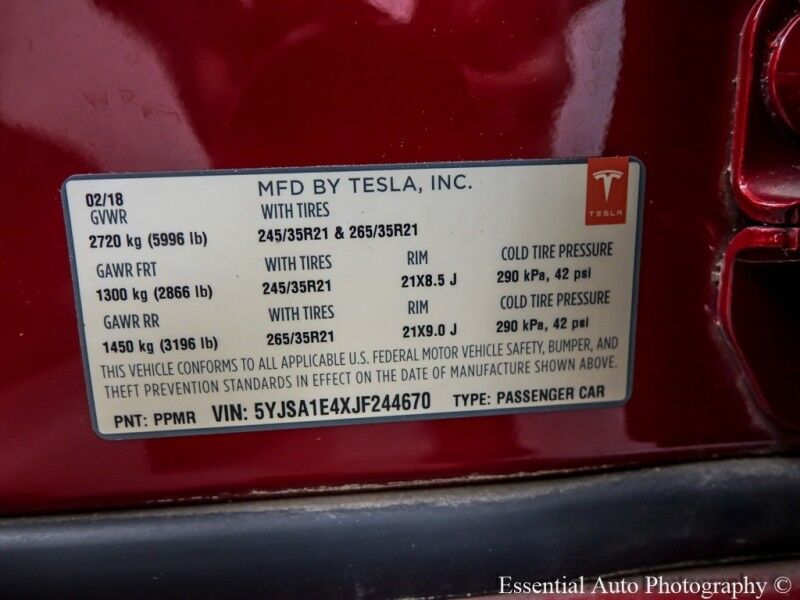 02/18 MFD BY TESLA, INC.
GVWR WITH TIRES
2720 kg (5996 lb) 245/35R21 & 265/35R21
TESLA
GAWR FRT WITH TIRES RIM COLD TIRE PRESSURE
1300 kg (2866 lb) 245/35R21 21X8.5 J 290 kPa, 42 psi
GAWR RR WITH TIRES RIM COLD TIRE PRESSURE
1450 kg (3196 lb) 265/35R21 21X9.0 J 290 kPa, 42 psi
THIS VEHICLE CONFORMS TO ALL APPLICABLE U.S. FEDERAL MOTOR VEHICLE SAFETY, BUMPER, AND
THEFT PREVENTION STANDARDS IN EFFECT ON THE DATE OF MANUFACTURE SHOWN ABOVE.
PNT: PPMR VIN: 5YJSA1E4XJF244670 TYPE: PASSENGER CAR
Essential Auto Photography ©